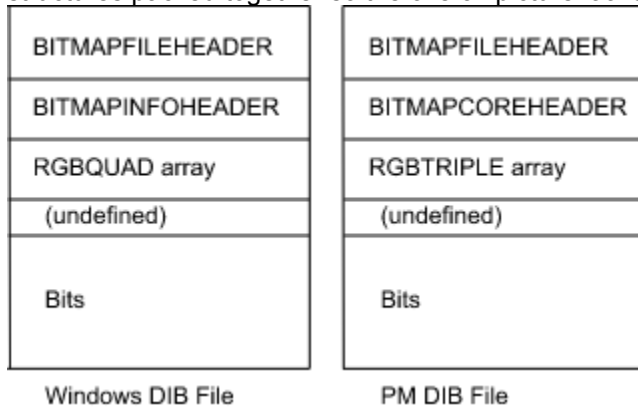 BITMAPFILEHEADER
BITMAPINFOHEADER
RGBQUAD array
(undefined)
Bits
Windows DIB File
BITMAPFILEHEADER
BITMAPCOREHEADER
RGBTRIPLE array
(undefined)
Bits
PM DIB File